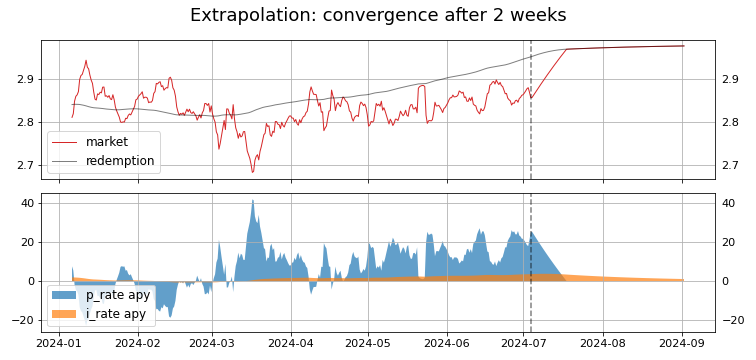 Extrapolation: convergence after 2 weeks
2.9 2.9
2.8 2.8
2.7 2.7
market
redemption
40 40
20 20
0 0
−20 −20
p_rate apy
i_rate apy
2024-01 2024-02 2024-03 2024-04 2024-05 2024-06 2024-07 2024-08 2024-09